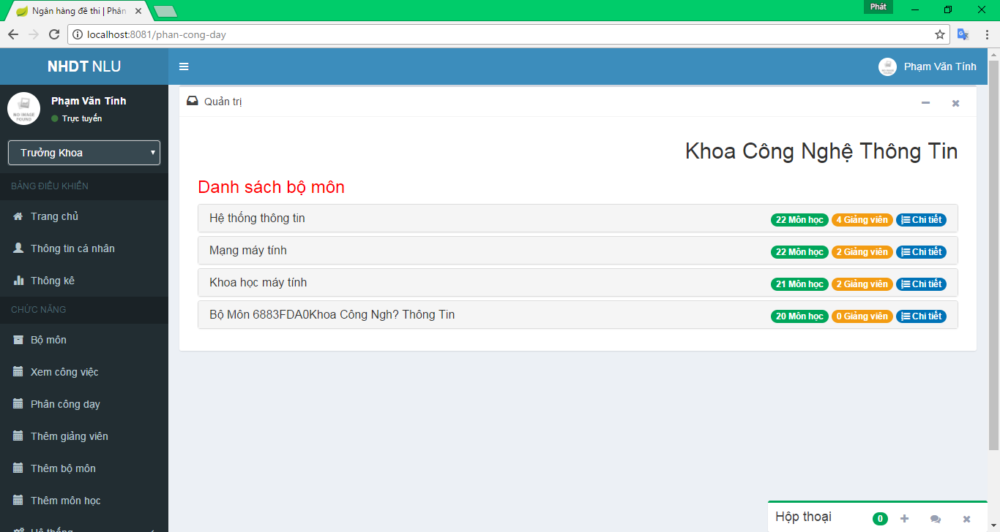 Ngân hàng đề thi | Phân
Phát
localhost:8081/phan-cong-day
NHDT NLU
Phạm Văn Tính
Phạm Văn Tính
Trực tuyến
Trưởng Khoa
BẢNG ĐIỀU KHIỂN
Trang chủ
Thông tin cá nhân
Thống kê
CHỨC NĂNG
Bộ môn
Xem công việc
Phân công dạy
Thêm giảng viên
Thêm bộ môn
Thêm môn học
Hệ thống
Quản trị
Khoa Công Nghệ Thông Tin
Danh sách bộ môn
Hệ thống thông tin 22 Môn học 4 Giảng viên Chi tiết
Mạng máy tính 22 Môn học 2 Giảng viên Chi tiết
Khoa học máy tính 21 Môn học 2 Giảng viên Chi tiết
Bộ Môn 6883FDA0Khoa Công Ngh? Thông Tin 20 Môn học 0 Giảng viên Chi tiết
Hộp thoại 0